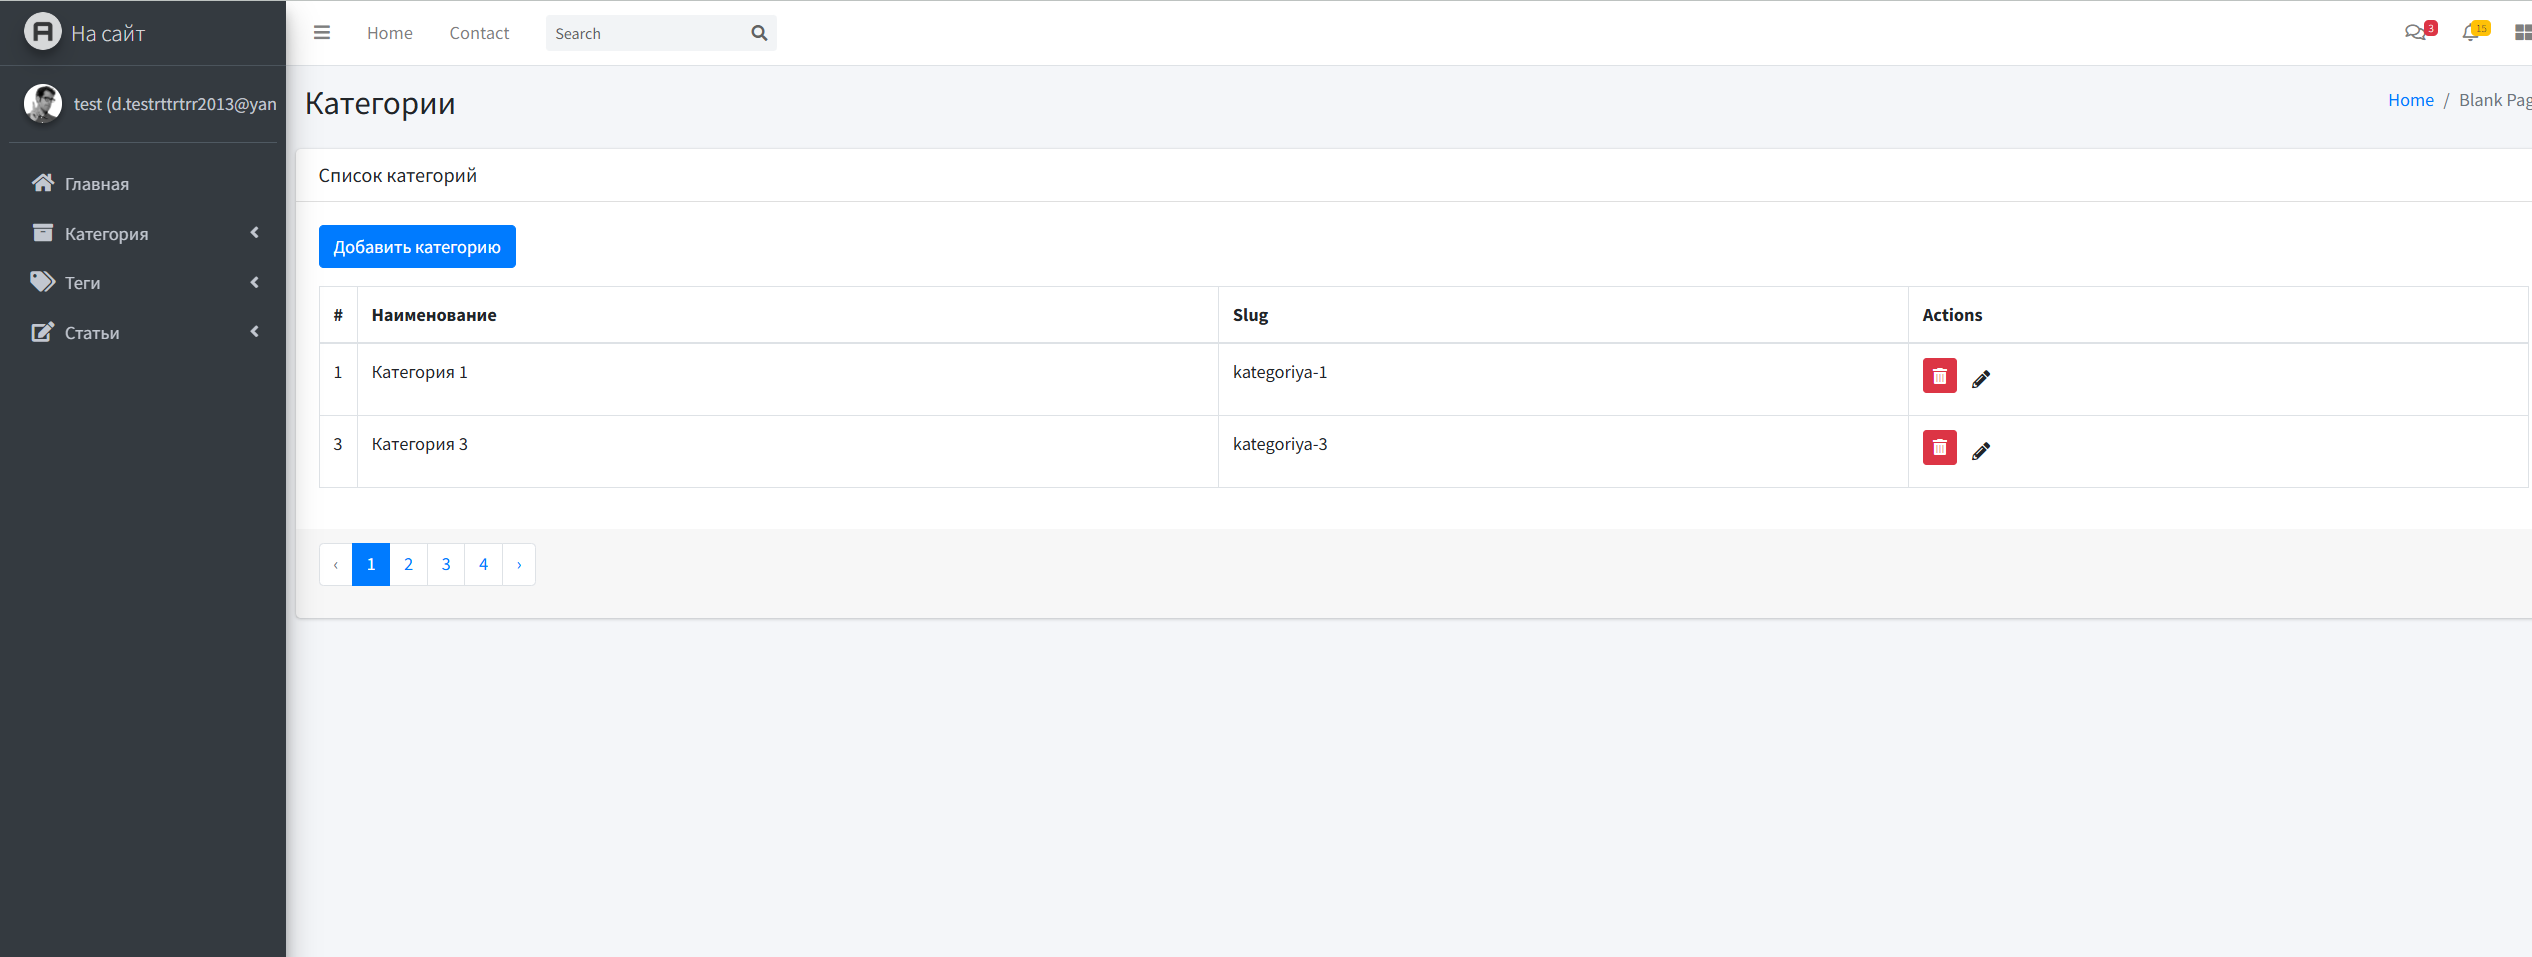 На сайт
Home Contact Search 3 15
test (d.testrttrtrr2013@yan
Категории
Home / Blank Pag
Главная
Категория
Теги
Статьи
Список категорий
Добавить категорию
# Наименование Slug Actions
1 Категория 1 kategoriya-1
3 Категория 3 kategoriya-3
‹ 1 2 3 4 ›